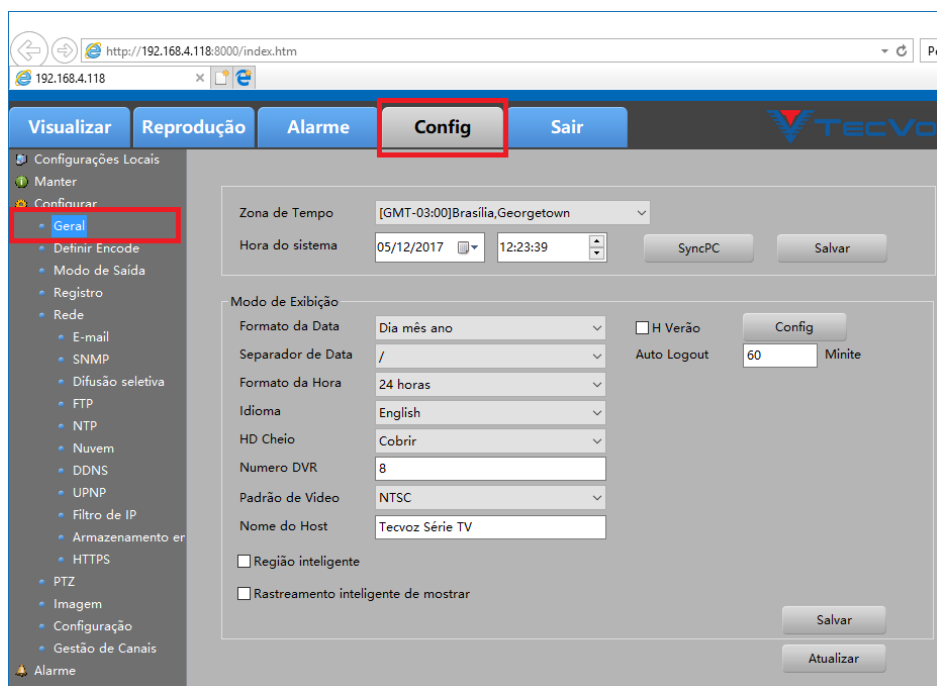 http://192.168.4.118:8000/index.htm
192.168.4.118
Visualizar Reprodução Alarme Config Sair
Configurações Locais
Manter
Configurar
Geral
Definir Encode
Modo de Saída
Registro
Rede
E-mail
SNMP
Difusão seletiva
FTP
NTP
Nuvem
DDNS
UPNP
Filtro de IP
Armazenamento er
HTTPS
PTZ
Imagem
Configuração
Gestão de Canais
Alarme
Zona de Tempo [GMT-03:00]Brasília,Georgetown
Hora do sistema 05/12/2017 12:23:39 SyncPC Salvar
Modo de Exibição
Formato da Data Dia mês ano H Verão Config
Separador de Data / Auto Logout 60 Minite
Formato da Hora 24 horas
Idioma English
HD Cheio Cobrir
Numero DVR 8
Padrão de Vídeo NTSC
Nome do Host Tecvoz Série TV
Região inteligente
Rastreamento inteligente de mostrar
Salvar
Atualizar